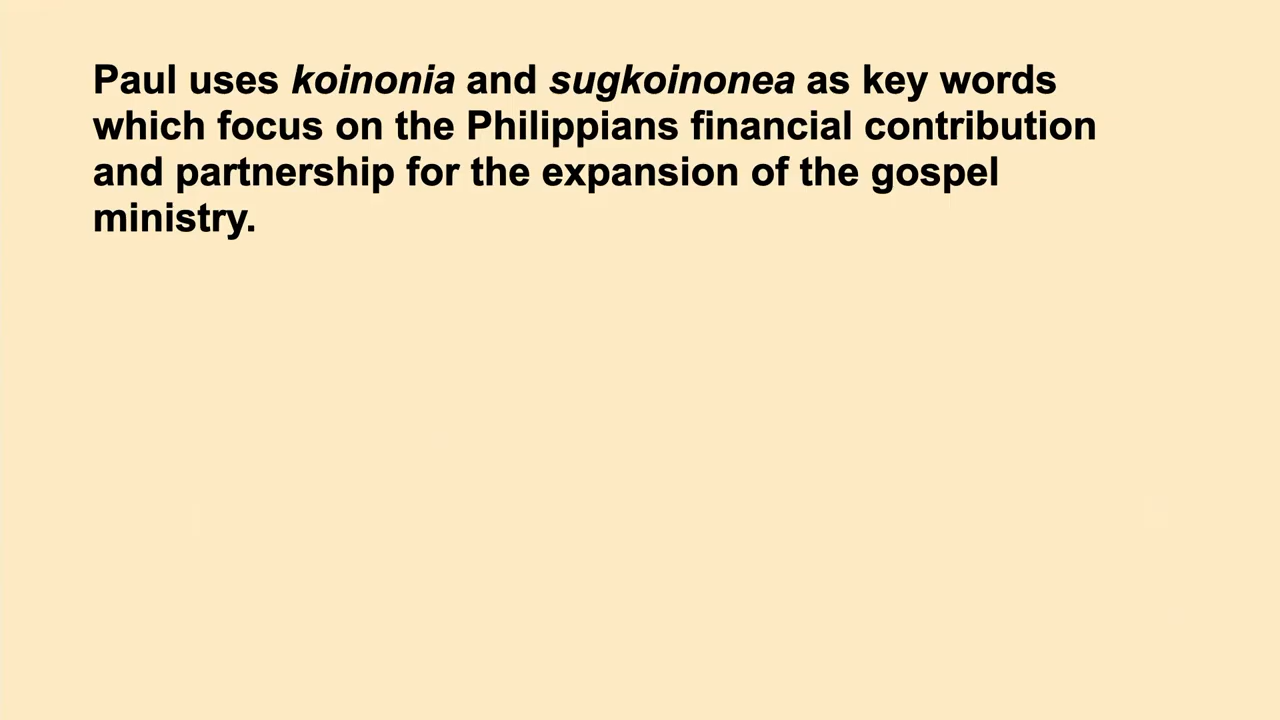 Paul uses koinonia and sugkoinonea as key words
which focus on the Philippians financial contribution
and partnership for the expansion of the gospel
ministry.